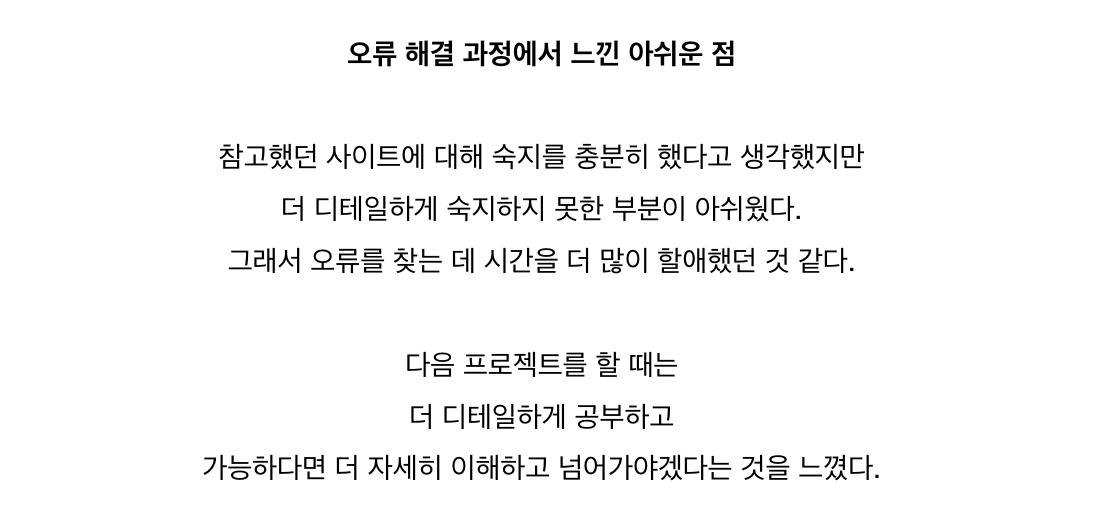 오류 해결 과정에서 느낀 아쉬운 점
참고했던 사이트에 대해 숙지를 충분히 했다고 생각했지만
더 디테일하게 숙지하지 못한 부분이 아쉬웠다.
그래서 오류를 찾는 데 시간을 더 많이 할애했던 것 같다.
다음 프로젝트를 할 때는
더 디테일하게 공부하고
가능하다면 더 자세히 이해하고 넘어가야겠다는 것을 느꼈다.